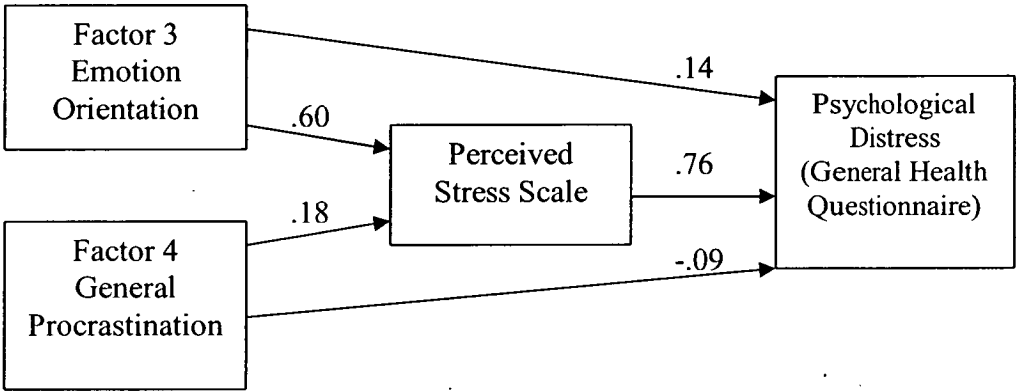 Factor 3
Emotion
Orientation
.14
.60
Perceived
Stress Scale
.76
Psychological
Distress
(General Health
Questionnaire)
.18
Factor 4
General
Procrastination
-.09